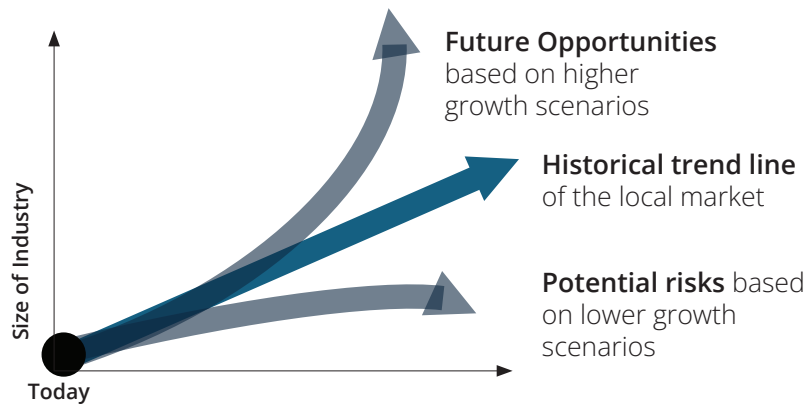 Future Opportunities
based on higher
growth scenarios
Historical trend line
of the local market
Potential risks based
on lower growth
scenarios
Size of Industry
Today